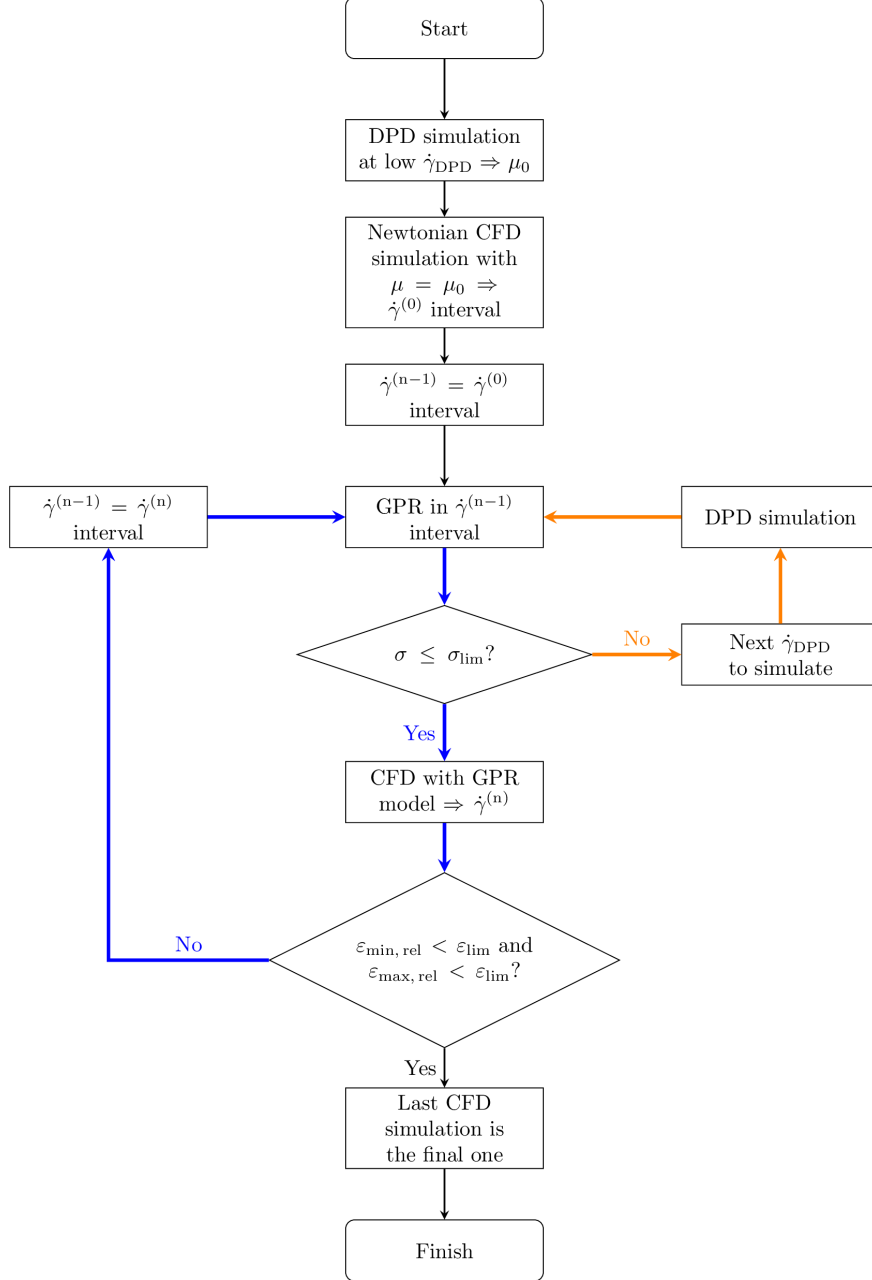 Start
DPD simulation
at low γ̇_DPD ⇒ μ₀
Newtonian CFD
simulation with
μ = μ₀ ⇒
γ̇⁽⁰⁾ interval
γ̇⁽ⁿ⁻¹⁾ = γ̇⁽⁰⁾
interval
γ̇⁽ⁿ⁻¹⁾ = γ̇⁽ⁿ⁾
interval
GPR in γ̇⁽ⁿ⁻¹⁾
interval
DPD simulation
σ ≤ σ_lim?
No
Next γ̇_DPD
to simulate
Yes
CFD with GPR
model ⇒ γ̇⁽ⁿ⁾
No
ε_min, rel < ε_lim and
ε_max, rel < ε_lim?
Yes
Last CFD
simulation is
the final one
Finish